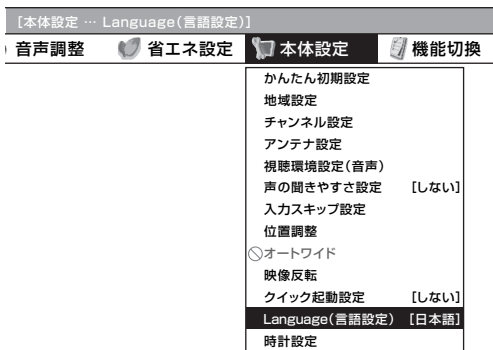 [本体設定 … Language(言語設定)]
音声調整 省エネ設定 本体設定 機能切換
かんたん初期設定
地域設定
チャンネル設定
アンテナ設定
視聴環境設定(音声)
声の聞きやすさ設定 [しない]
入力スキップ設定
位置調整
オートワイド
映像反転
クイック起動設定 [しない]
Language(言語設定) [日本語]
時計設定